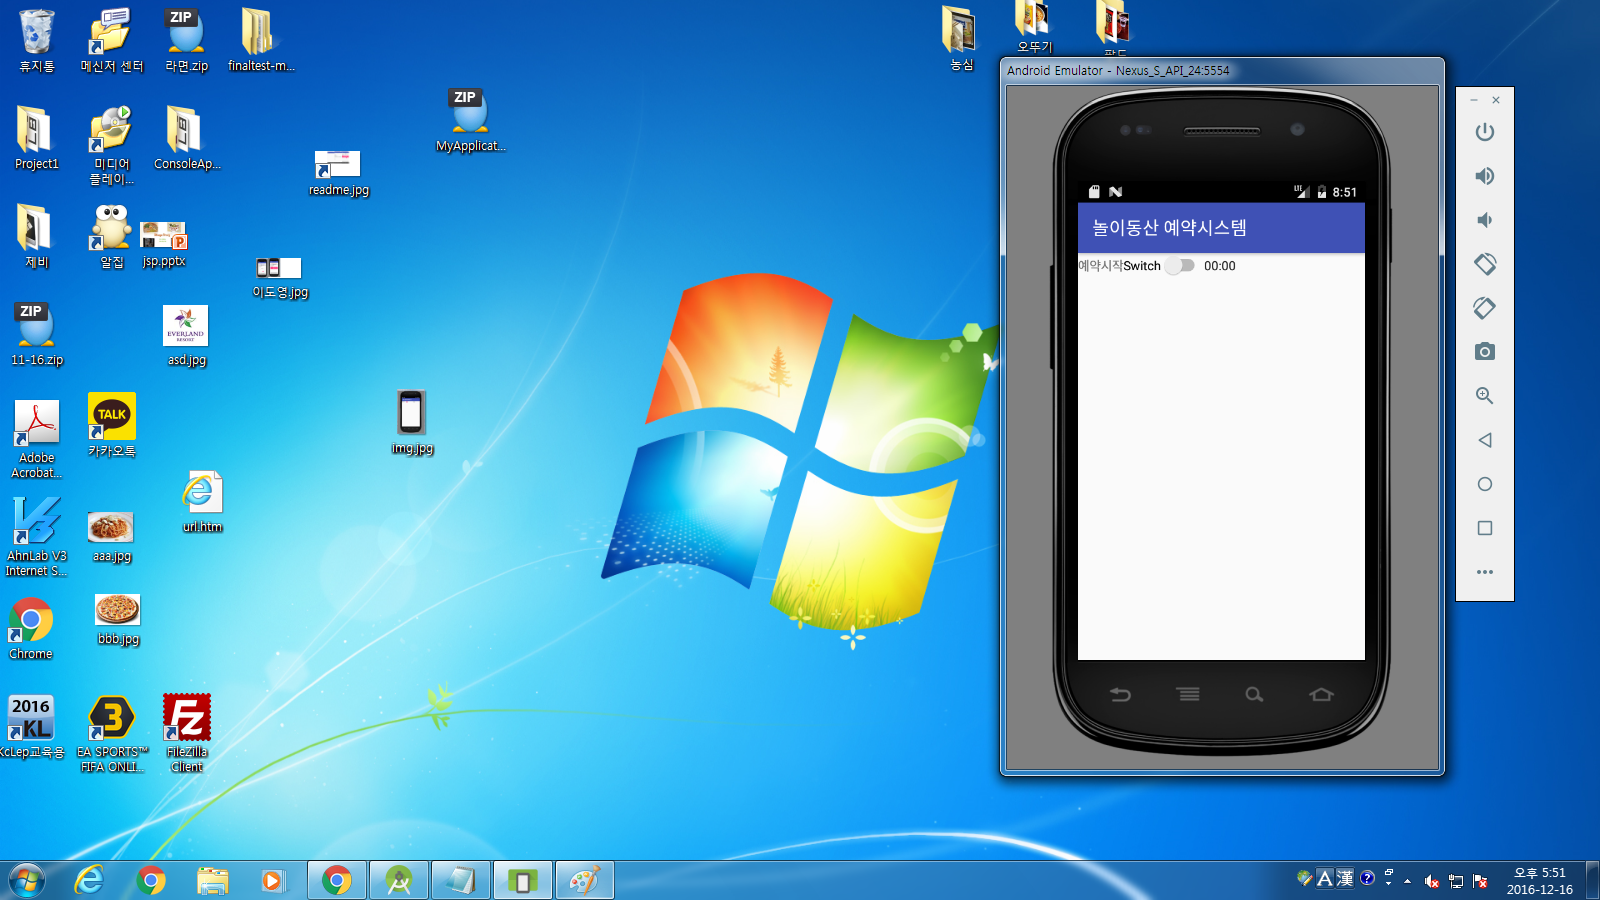 휴지통
메신저 센터
ZIP
라면.zip
finaltest-m...
농심
오뚜기
팔도
Project1
미디어
플레이...
ConsoleAp...
readme.jpg
ZIP
MyApplicat...
제비
알집
jsp.pptx
이도영.jpg
ZIP
11-16.zip
EVERLAND
RESORT
asd.jpg
Adobe
Acrobat...
TALK
카카오톡
img.jpg
AhnLab V3
Internet S...
aaa.jpg
url.htm
Chrome
bbb.jpg
2016
KL
KcLep교육용
3
EA SPORTS™
FIFA ONLI...
FZ
FileZilla
Client
Android Emulator - Nexus_S_API_24:5554
LTE
8:51
놀이동산 예약시스템
예약시작Switch 00:00
A 漢
오후 5:51
2016-12-16